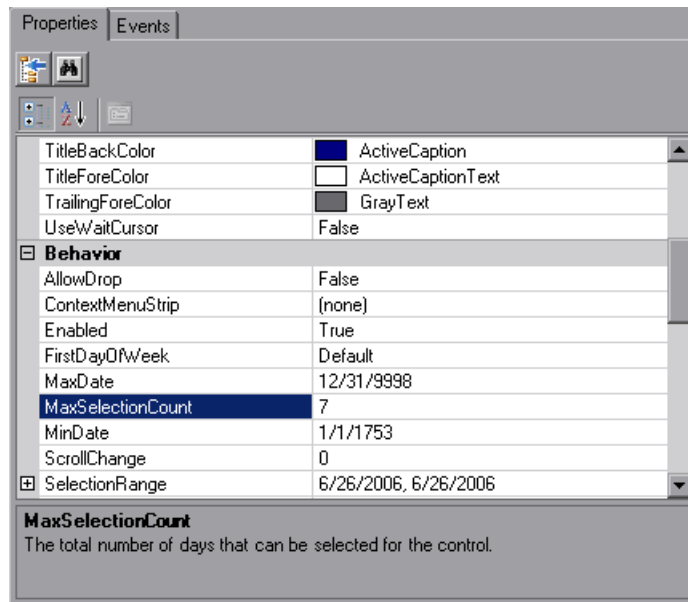 Properties Events
TitleBackColor ActiveCaption
TitleForeColor ActiveCaptionText
TrailingForeColor GrayText
UseWaitCursor False
Behavior
AllowDrop False
ContextMenuStrip (none)
Enabled True
FirstDayOfWeek Default
MaxDate 12/31/9998
MaxSelectionCount 7
MinDate 1/1/1753
ScrollChange 0
SelectionRange 6/26/2006, 6/26/2006
MaxSelectionCount
The total number of days that can be selected for the control.